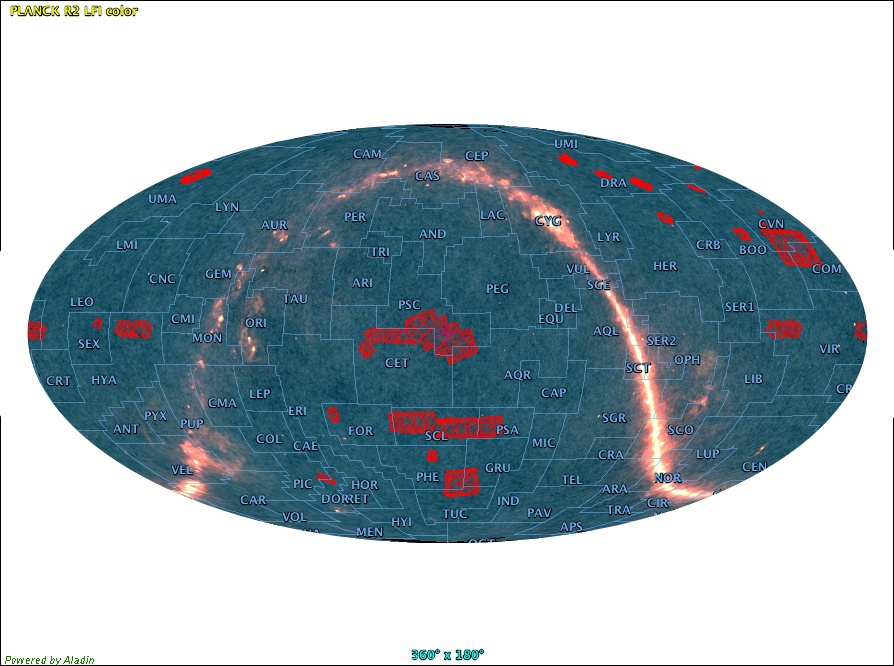 PLANCK R2 LFI color
UMI
CAM CEP
CAS
DRA
UMA LYN
PER LAC CYG CVN
AUR AND LYR
LMI TRI CRB BOO
GEM VUL HER COM
CNC ARI PEG SGE
LEO TAU PSC DEL SER1
CMI ORI EQU
MON AQL
SEX CET SER2 VIR
SCT OPH
CRT HYA AQR LIB
LEP CAP
CMA
PYX ERI SGR
ANT PUP FOR SCL PSA SCO
COL CAE MIC
CRA LUP
VEL PHE GRU CEN
PIC HOR TEL NOR
CAR DOR RET IND ARA CIR
VOL TUC PAV TRA
HYI APS
MEN
Powered by Aladin
360° x 180°